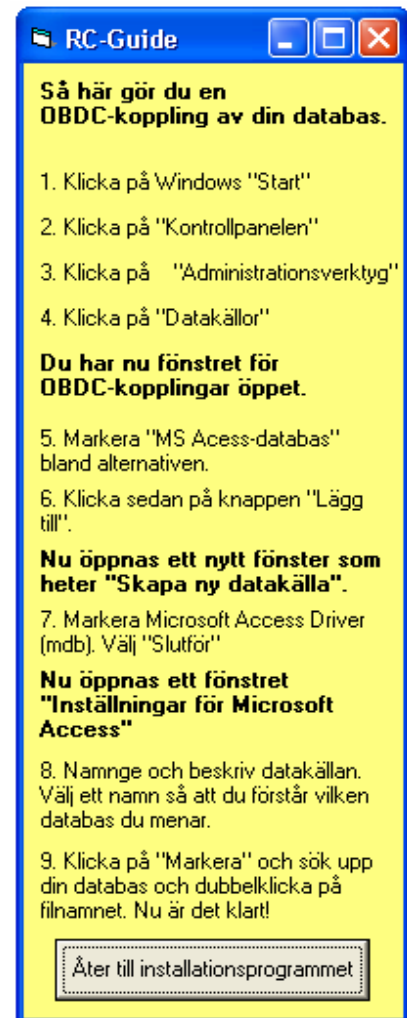 RC-Guide
Så här gör du en
OBDC-koppling av din databas.
1. Klicka på Windows "Start"
2. Klicka på "Kontrollpanelen"
3. Klicka på "Administrationsverktyg"
4. Klicka på "Datakällor"
Du har nu fönstret för
OBDC-kopplingar öppet.
5. Markera "MS Acess-databas"
bland alternativen.
6. Klicka sedan på knappen "Lägg
till".
Nu öppnas ett nytt fönster som
heter "Skapa ny datakälla".
7. Markera Microsoft Access Driver
(mdb). Välj "Slutför"
Nu öppnas ett fönstret
"Inställningar för Microsoft
Access"
8. Namnge och beskriv datakällan.
Välj ett namn så att du förstår vilken
databas du menar.
9. Klicka på "Markera" och sök upp
din databas och dubbelklicka på
filnamnet. Nu är det klart!
Åter till installationsprogrammet